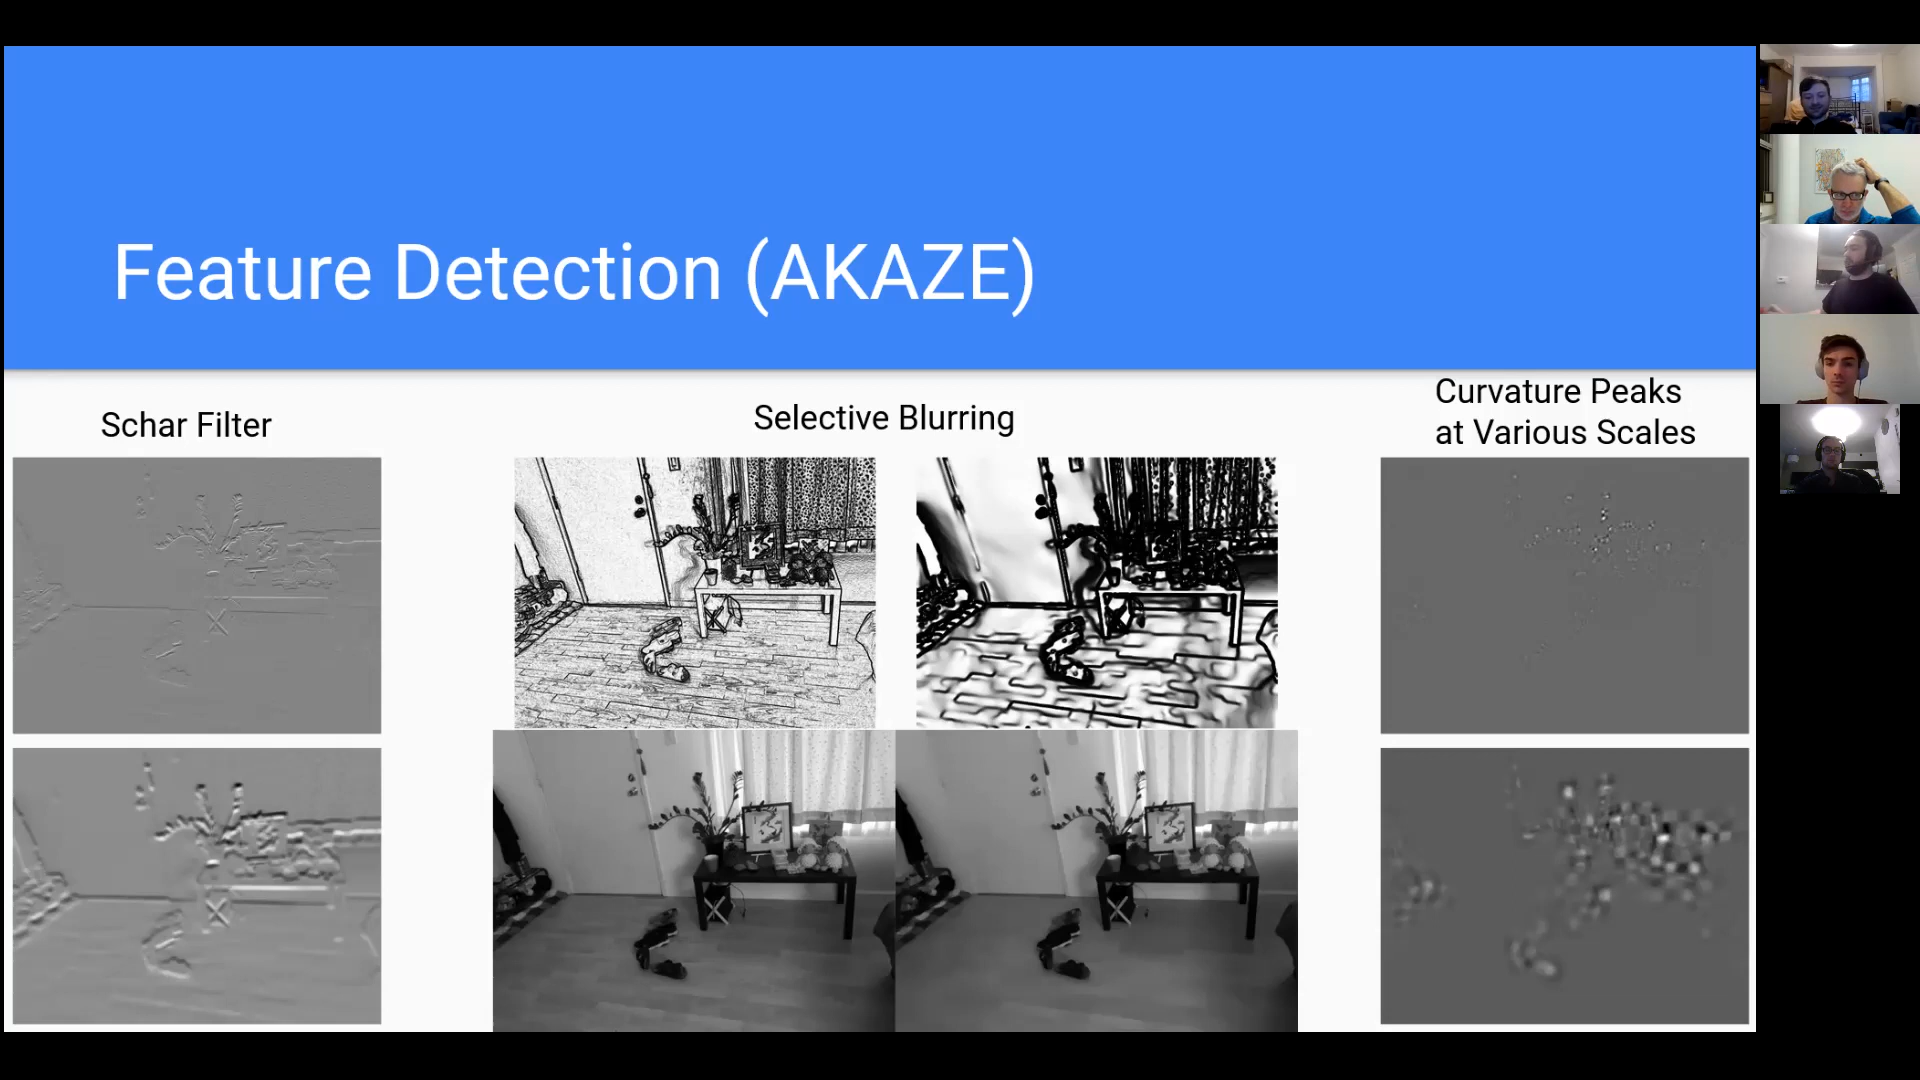 Feature Detection (AKAZE)
Schar Filter
Selective Blurring
Curvature Peaks
at Various Scales